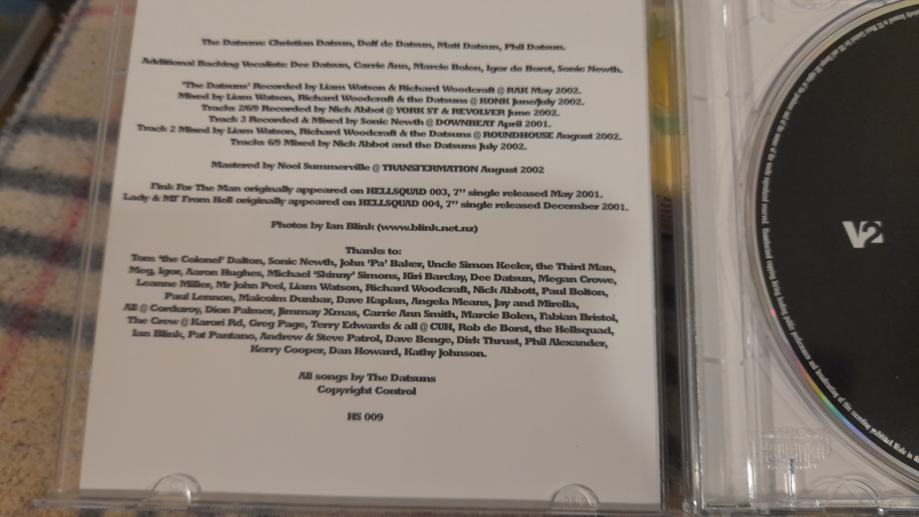 The Datsuns: Christian Datsun, Dolf de Datsun, Matt Datsun, Phil Datsun.
Additional Backing Vocalists: Dee Datsun, Carrie Ann, Marcie Bolen, Igor de Borst, Sonic Newth.
'The Datsuns' Recorded by Liam Watson & Richard Woodcraft @ RAK May 2002.
Mixed by Liam Watson, Richard Woodcraft & the Datsuns @ KONK June/July 2002.
Tracks 2/6/9 Recorded by Nick Abbot @ YORK ST & REVOLVER June 2002.
Track 3 Recorded & Mixed by Sonic Newth @ DOWNBEAT April 2001.
Track 2 Mixed by Liam Watson, Richard Woodcraft & the Datsuns @ ROUNDHOUSE August 2002.
Tracks 6/9 Mixed by Nick Abbot and the Datsuns July 2002.
Mastered by Noel Summerville @ TRANSFERMATION August 2002
Fink For The Man originally appeared on HELLSQUAD 003, 7" single released May 2001.
Lady & MF From Hell originally appeared on HELLSQUAD 004, 7" single released December 2001.
Photos by Ian Blink (www.blink.net.nz)
Thanks to:
Tom 'the Colonel' Dalton, Sonic Newth, John 'Pa' Baker, Uncle Simon Keeler, the Third Man,
Meg, Igor, Aaron Hughes, Michael 'Skinny' Simons, Kiri Barclay, Dee Datsun, Megan Crowe,
Leanne Miller, Mr John Peel, Liam Watson, Richard Woodcraft, Nick Abbott, Paul Bolton,
Paul Lennon, Malcolm Dunbar, Dave Kaplan, Angela Means, Jay and Mirella,
All @ Corduroy, Dion Palmer, Jimmay Xmas, Carrie Ann Smith, Marcie Bolen, Fabian Bristol,
The Crew @ Karori Rd, Greg Page, Terry Edwards & all @ CUH, Rob de Borst, the Hellsquad,
Ian Blink, Pat Pantano, Andrew & Steve Patrol, Dave Benge, Dirk Thrust, Phil Alexander,
Kerry Cooper, Dan Howard, Kathy Johnson.
All songs by The Datsuns
Copyright Control
HS 009
V2